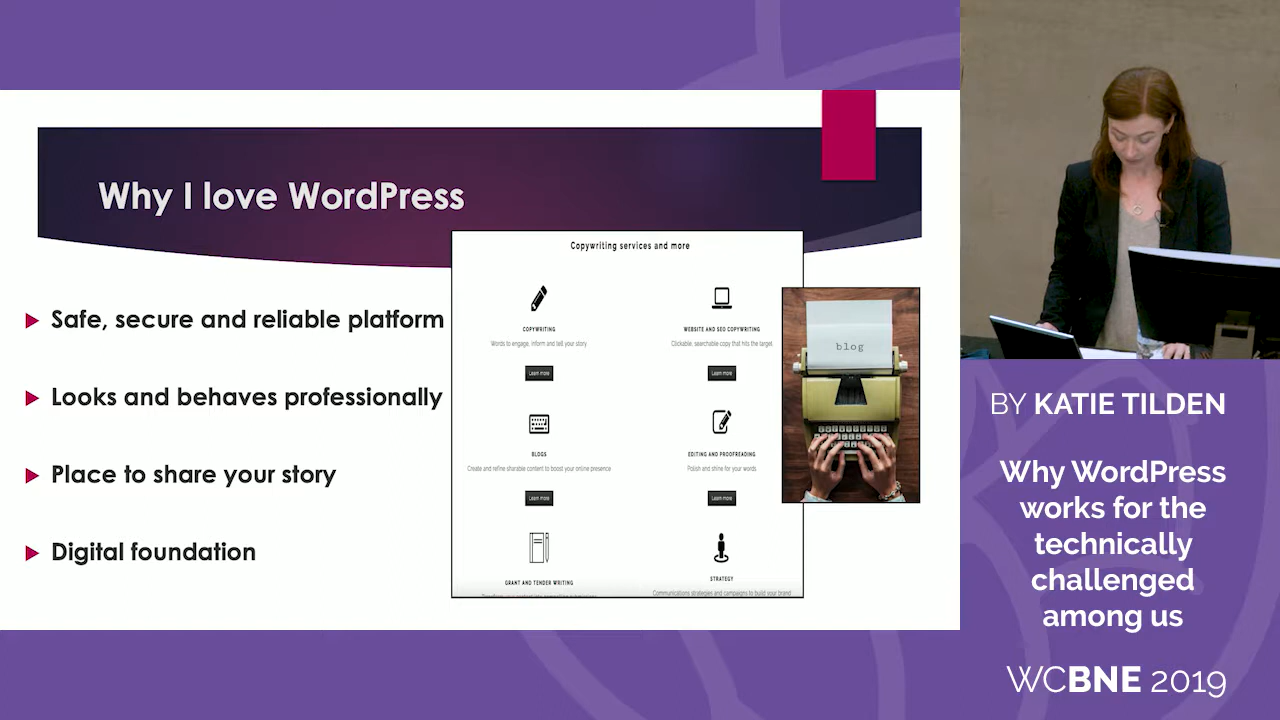 Why I love WordPress
Safe, secure and reliable platform
Looks and behaves professionally
Place to share your story
Digital foundation
Copywriting services and more
COPYWRITING
Words to engage, inform and tell your story
Learn more
WEBSITE AND SEO COPYWRITING
Clickable, searchable copy that hits the target
Learn more
BLOGS
Create and refine sharable content to boost your online presence
Learn more
EDITING AND PROOFREADING
Polish and shine for your words
Learn more
GRANT AND TENDER WRITING
STRATEGY
Communications strategies and campaigns to build your brand
blog
BY KATIE TILDEN
Why WordPress
works for the
technically
challenged
among us
WCBNE 2019